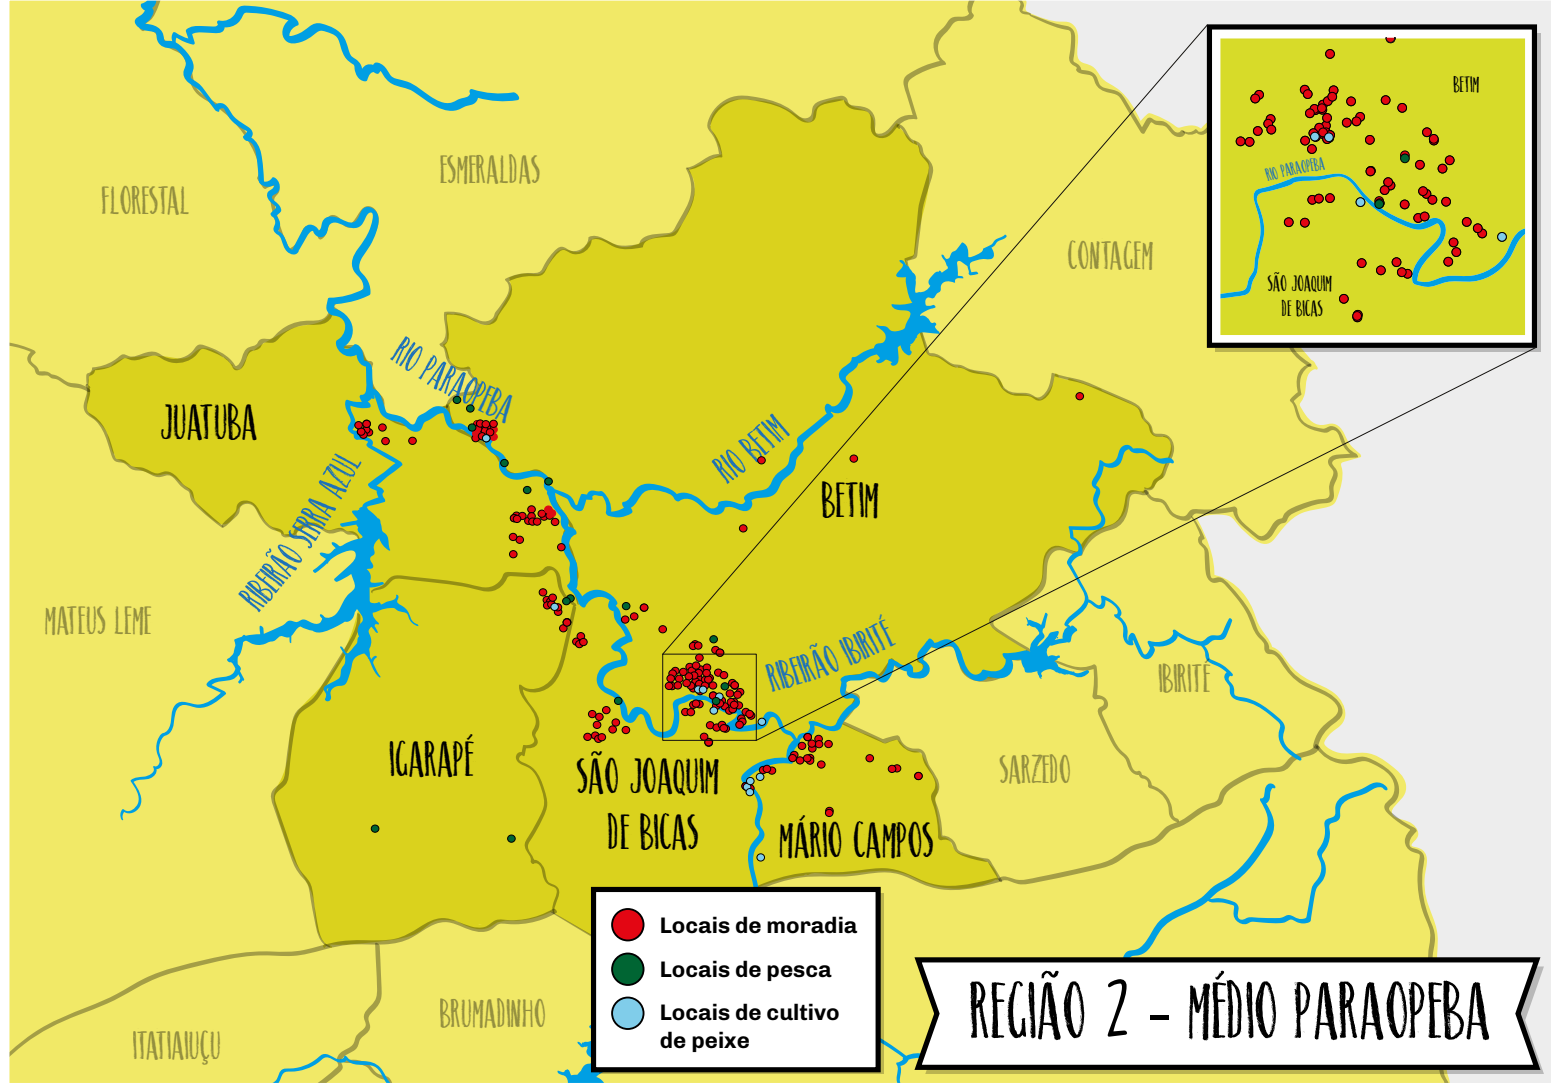 BETIM
RIO PARAOPEBA
SÃO JOAQUIM
DE BICAS
FLORESTAL
ESMERALDAS
CONTAGEM
RIO PARAOPEBA
JUATUBA
RIO BETIM
BETIM
RIBEIRÃO SERRA AZUL
MATEUS LEME
RIBEIRÃO IBIRITÉ
IBIRITÉ
IGARAPÉ
SÃO JOAQUIM
DE BICAS
SARZEDO
MÁRIO CAMPOS
BRUMADINHO
ITATIAIUÇU
Locais de moradia
Locais de pesca
Locais de cultivo
de peixe
REGIÃO 2 – MÉDIO PARAOPEBA